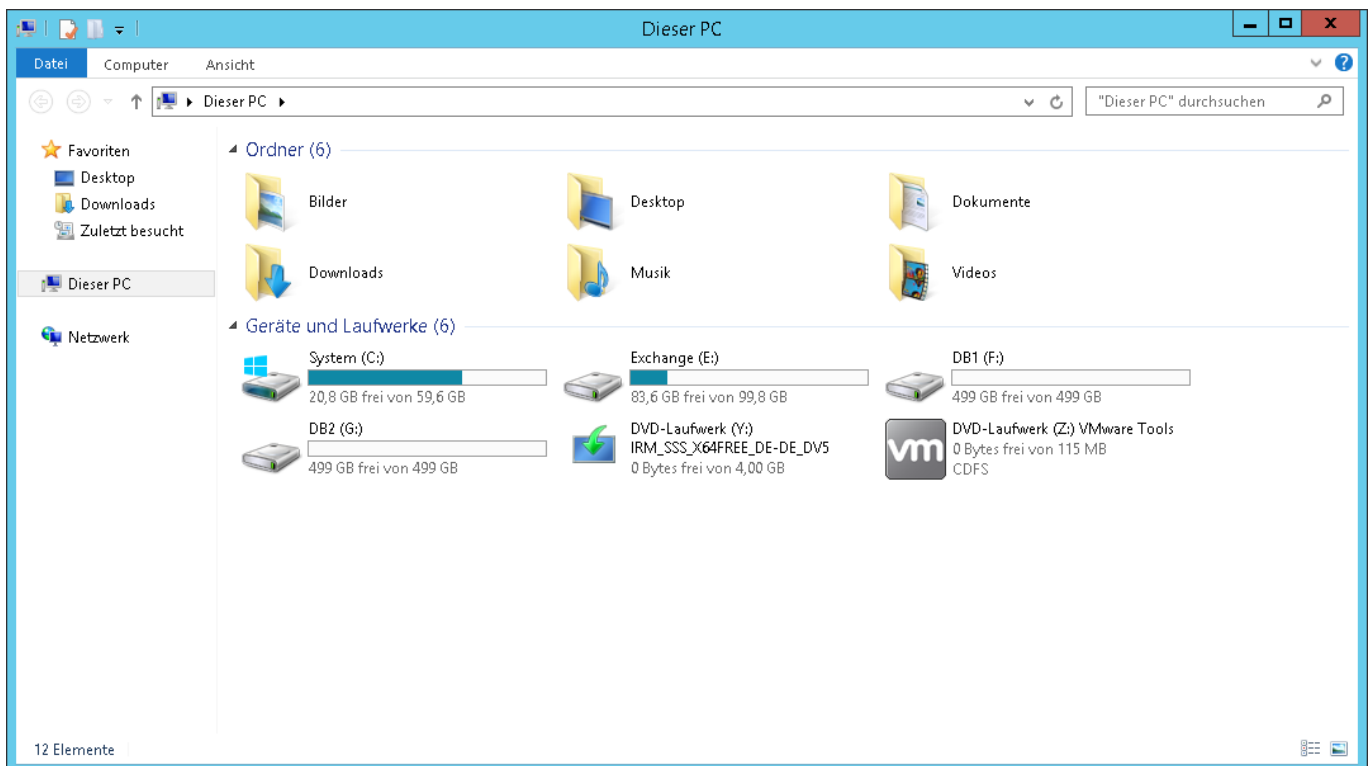 Dieser PC
Datei Computer Ansicht
Dieser PC
"Dieser PC" durchsuchen
Favoriten
Desktop
Downloads
Zuletzt besucht
Dieser PC
Netzwerk
Ordner (6)
Bilder
Desktop
Dokumente
Downloads
Musik
Videos
Geräte und Laufwerke (6)
System (C:)
20,8 GB frei von 59,6 GB
Exchange (E:)
83,6 GB frei von 99,8 GB
DB1 (F:)
499 GB frei von 499 GB
DB2 (G:)
499 GB frei von 499 GB
DVD-Laufwerk (Y:)
IRM_SSS_X64FREE_DE-DE_DV5
0 Bytes frei von 4,00 GB
vm
DVD-Laufwerk (Z:) VMware Tools
0 Bytes frei von 115 MB
CDFS
12 Elemente